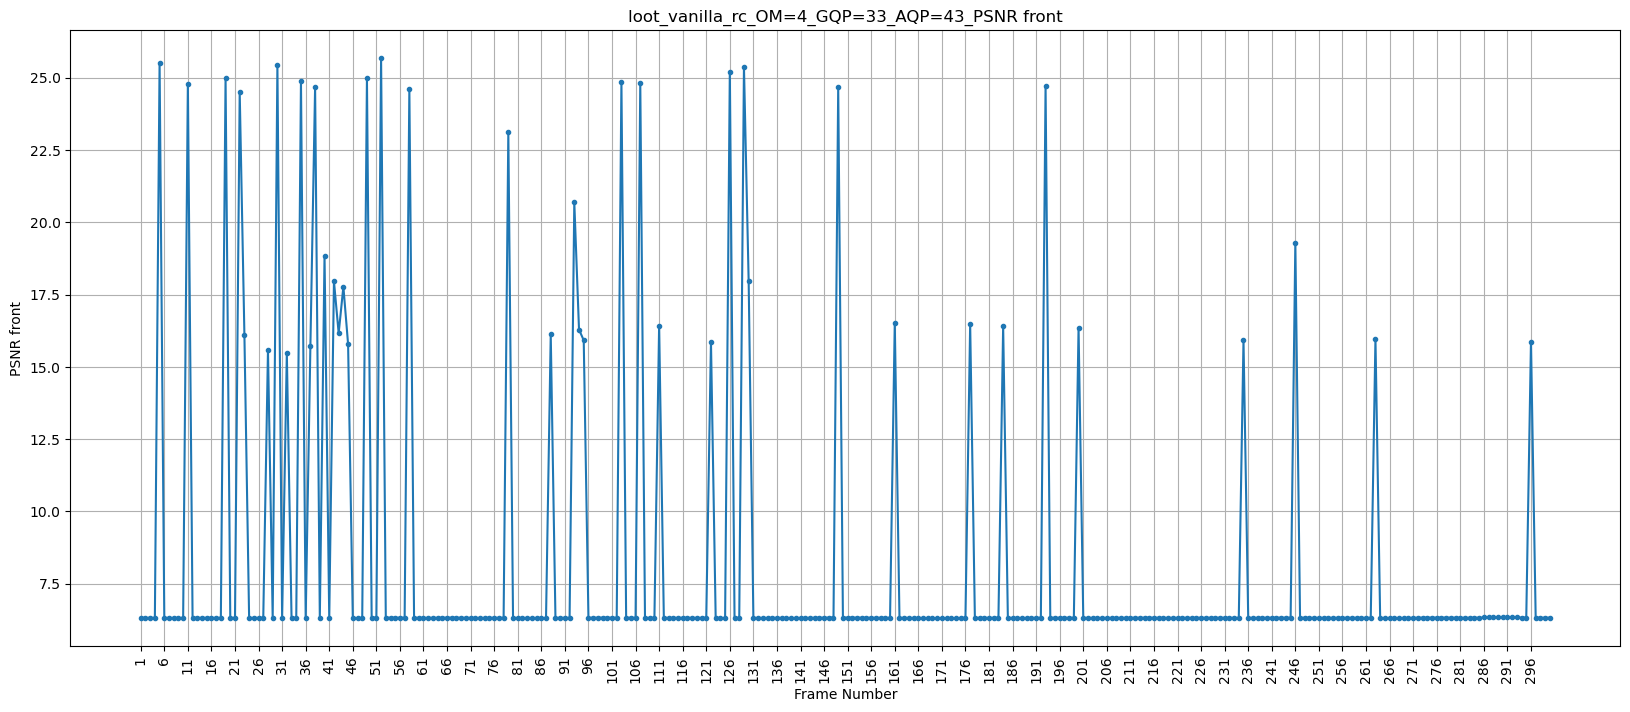 loot_vanilla_rc_OM=4_GQP=33_AQP=43_PSNR front
PSNR front
25.0
22.5
20.0
17.5
15.0
12.5
10.0
7.5
1 6 11 16 21 26 31 36 41 46 51 56 61 66 71 76 81 86 91 96 101 106 111 116 121 126 131 136 141 146 151 156 161 166 171 176 181 186 191 196 201 206 211 216 221 226 231 236 241 246 251 256 261 266 271 276 281 286 291 296
Frame Number